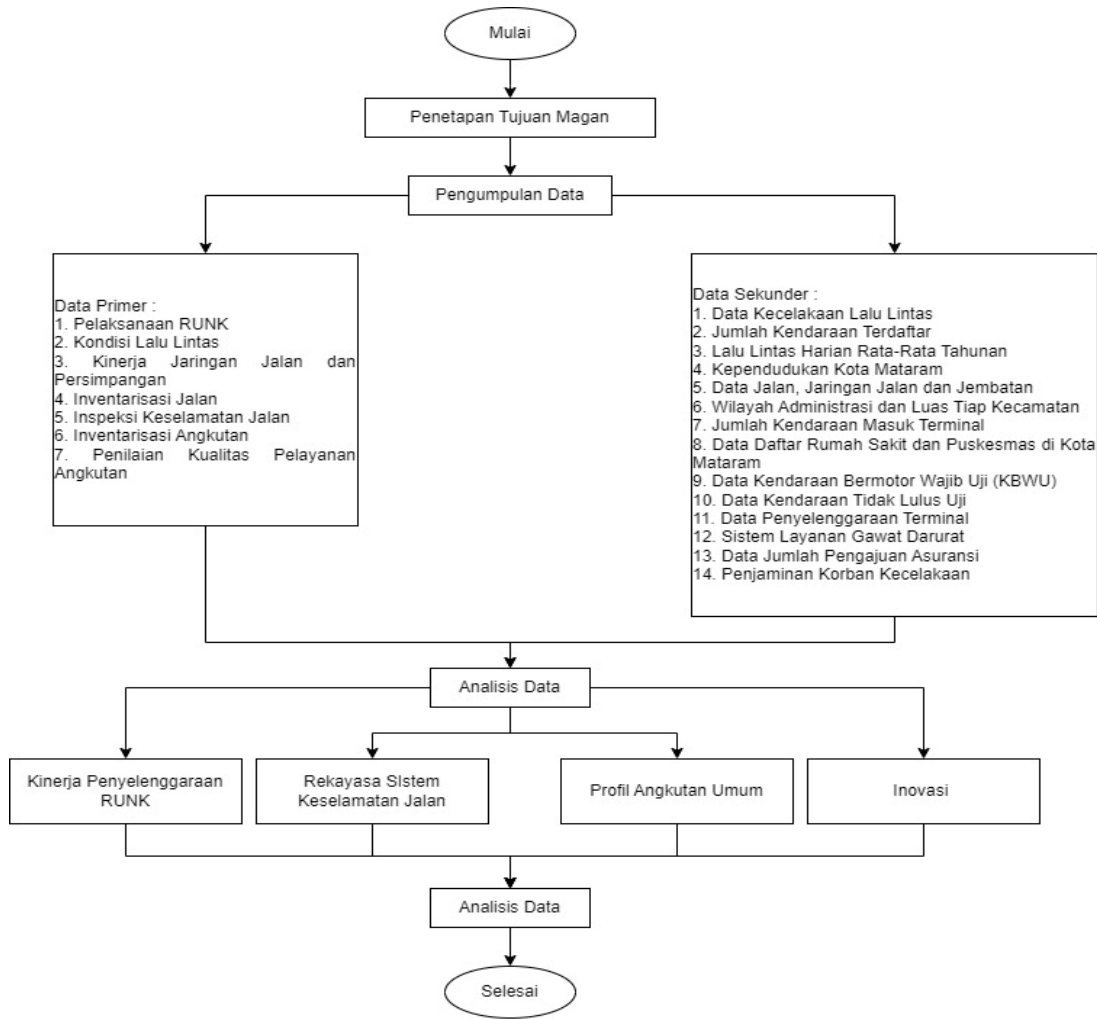 Mulai
Penetapan Tujuan Magan
Pengumpulan Data
Data Primer :
1. Pelaksanaan RUNK
2. Kondisi Lalu Lintas
3. Kinerja Jaringan Jalan dan
Persimpangan
4. Inventarisasi Jalan
5. Inspeksi Keselamatan Jalan
6. Inventarisasi Angkutan
7. Penilaian Kualitas Pelayanan
Angkutan
Data Sekunder :
1. Data Kecelakaan Lalu Lintas
2. Jumlah Kendaraan Terdaftar
3. Lalu Lintas Harian Rata-Rata Tahunan
4. Kependudukan Kota Mataram
5. Data Jalan, Jaringan Jalan dan Jembatan
6. Wilayah Administrasi dan Luas Tiap Kecamatan
7. Jumlah Kendaraan Masuk Terminal
8. Data Daftar Rumah Sakit dan Puskesmas di Kota
Mataram
9. Data Kendaraan Bermotor Wajib Uji (KBWU)
10. Data Kendaraan Tidak Lulus Uji
11. Data Penyelenggaraan Terminal
12. Sistem Layanan Gawat Darurat
13. Data Jumlah Pengajuan Asuransi
14. Penjaminan Korban Kecelakaan
Analisis Data
Kinerja Penyelenggaraan
RUNK
Rekayasa SIstem
Keselamatan Jalan
Profil Angkutan Umum
Inovasi
Analisis Data
Selesai